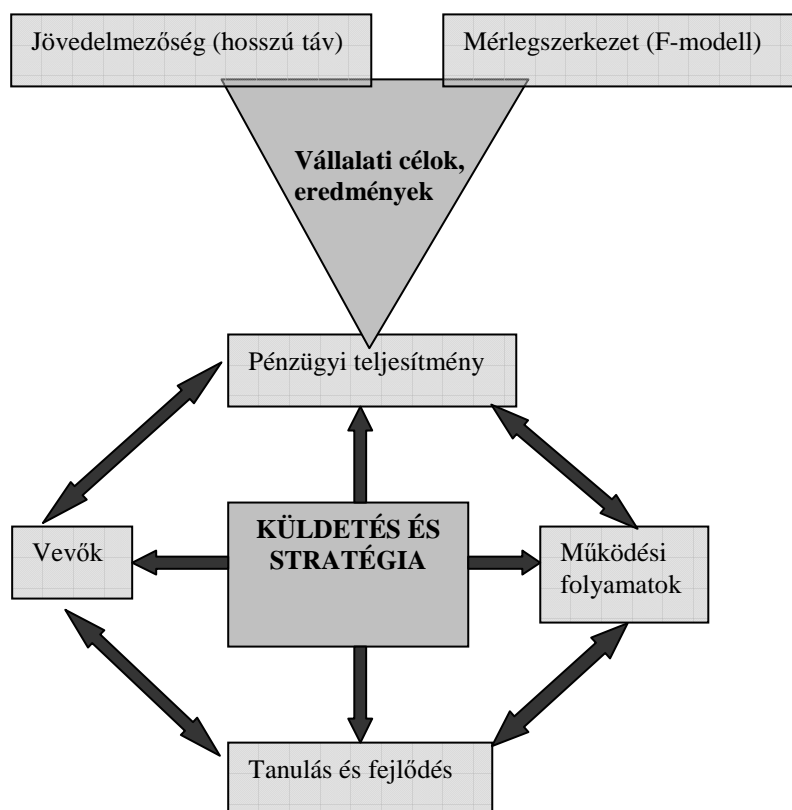 Jövedelmezőség (hosszú táv)
Mérlegszerkezet (F-modell)
Vállalati célok,
eredmények
Pénzügyi teljesítmény
KÜLDETÉS ÉS
STRATÉGIA
Vevők
Működési
folyamatok
Tanulás és fejlődés